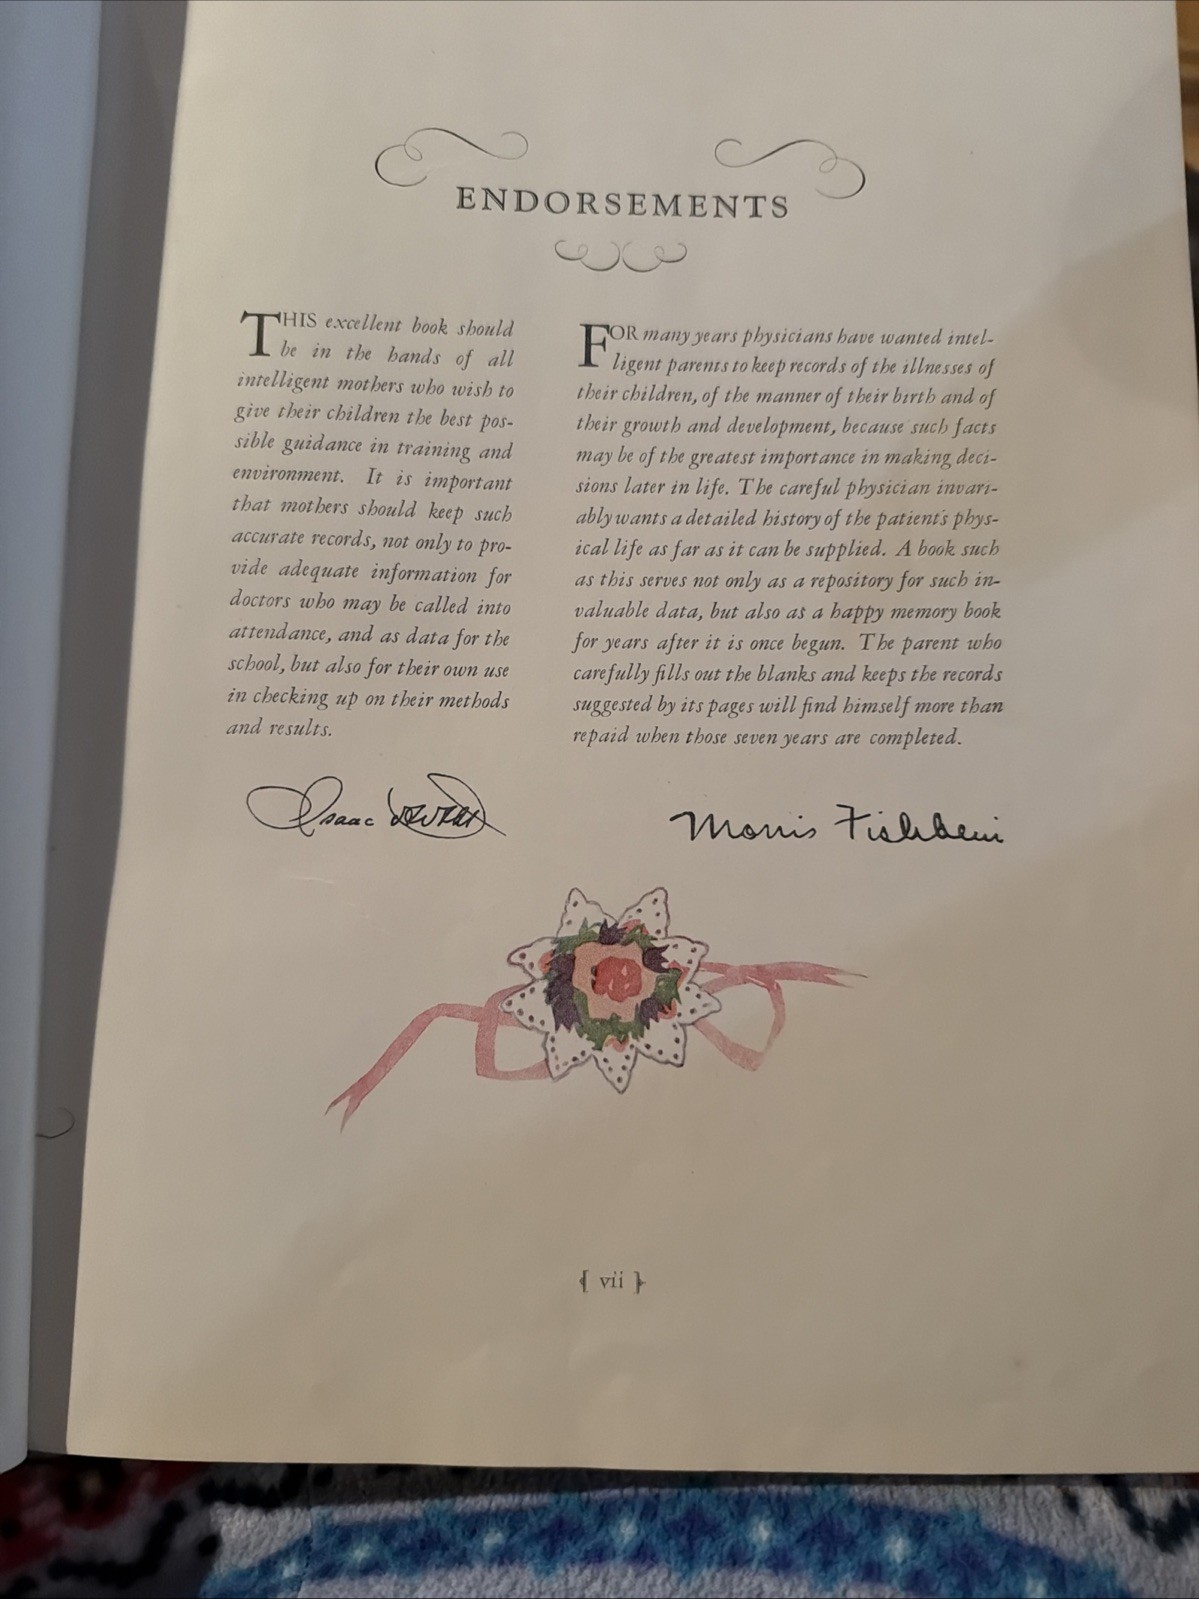 ENDORSEMENTS
THIS excellent book should
be in the hands of all
intelligent mothers who wish to
give their children the best pos-
sible guidance in training and
environment. It is important
that mothers should keep such
accurate records, not only to pro-
vide adequate information for
doctors who may be called into
attendance, and as data for the
school, but also for their own use
in checking up on their methods
and results.
Isaac
FOR many years physicians have wanted intel-
ligent parents to keep records of the illnesses of
their children, of the manner of their birth and of
their growth and development, because such facts
may be of the greatest importance in making deci-
sions later in life. The careful physician invari-
ably wants a detailed history of the patient's phys-
ical life as far as it can be supplied. A book such
as this serves not only as a repository for such in-
valuable data, but also as a happy memory book
for years after it is once begun. The parent who
carefully fills out the blanks and keeps the records
suggested by its pages will find himself more than
repaid when those seven years are completed.
Morris Fishbein
{ vii }